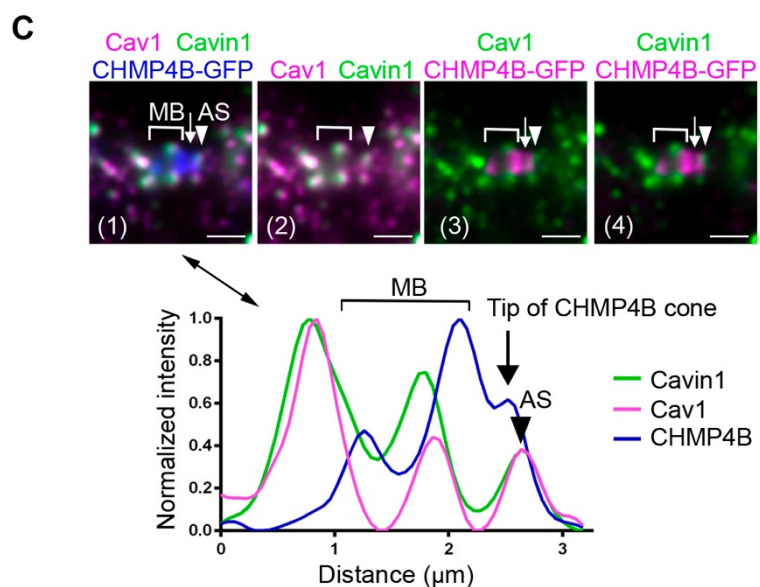 C
Cav1 Cavin1
CHMP4B-GFP
Cav1 Cavin1
Cav1
CHMP4B-GFP
Cavin1
CHMP4B-GFP
MB AS
(1)
(2)
(3)
(4)
MB
Tip of CHMP4B cone
AS
Cavin1
Cav1
CHMP4B
Normalized intensity
1.0
0.8
0.6
0.4
0.2
0.0
0 1 2 3
Distance (µm)